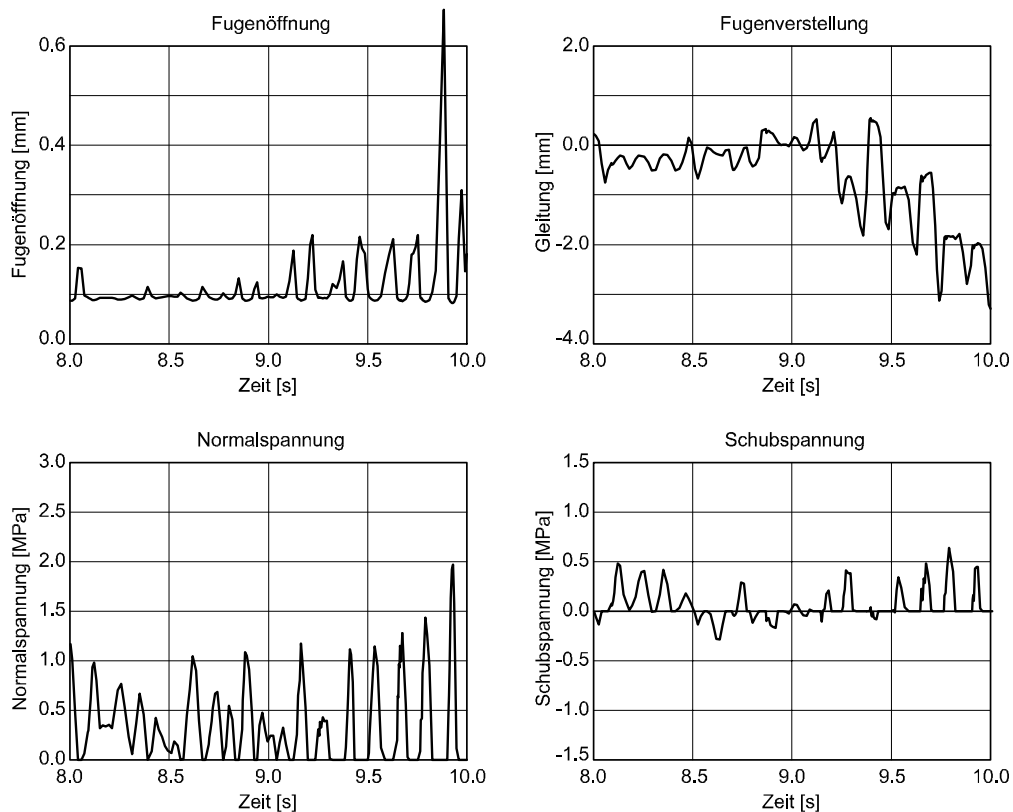 Fugenöffnung
0.6
0.4
0.2
0.0
Fugenöffnung [mm]
8.0 8.5 9.0 9.5 10.0
Zeit [s]
Fugenverstellung
2.0
0.0
-2.0
-4.0
Gleitung [mm]
8.0 8.5 9.0 9.5 10.0
Zeit [s]
Normalspannung
3.0
2.5
2.0
1.5
1.0
0.5
0.0
Normalspannung [MPa]
8.0 8.5 9.0 9.5 10.0
Zeit [s]
Schubspannung
1.5
1.0
0.5
0.0
-0.5
-1.0
-1.5
Schubspannung [MPa]
8.0 8.5 9.0 9.5 10.0
Zeit [s]